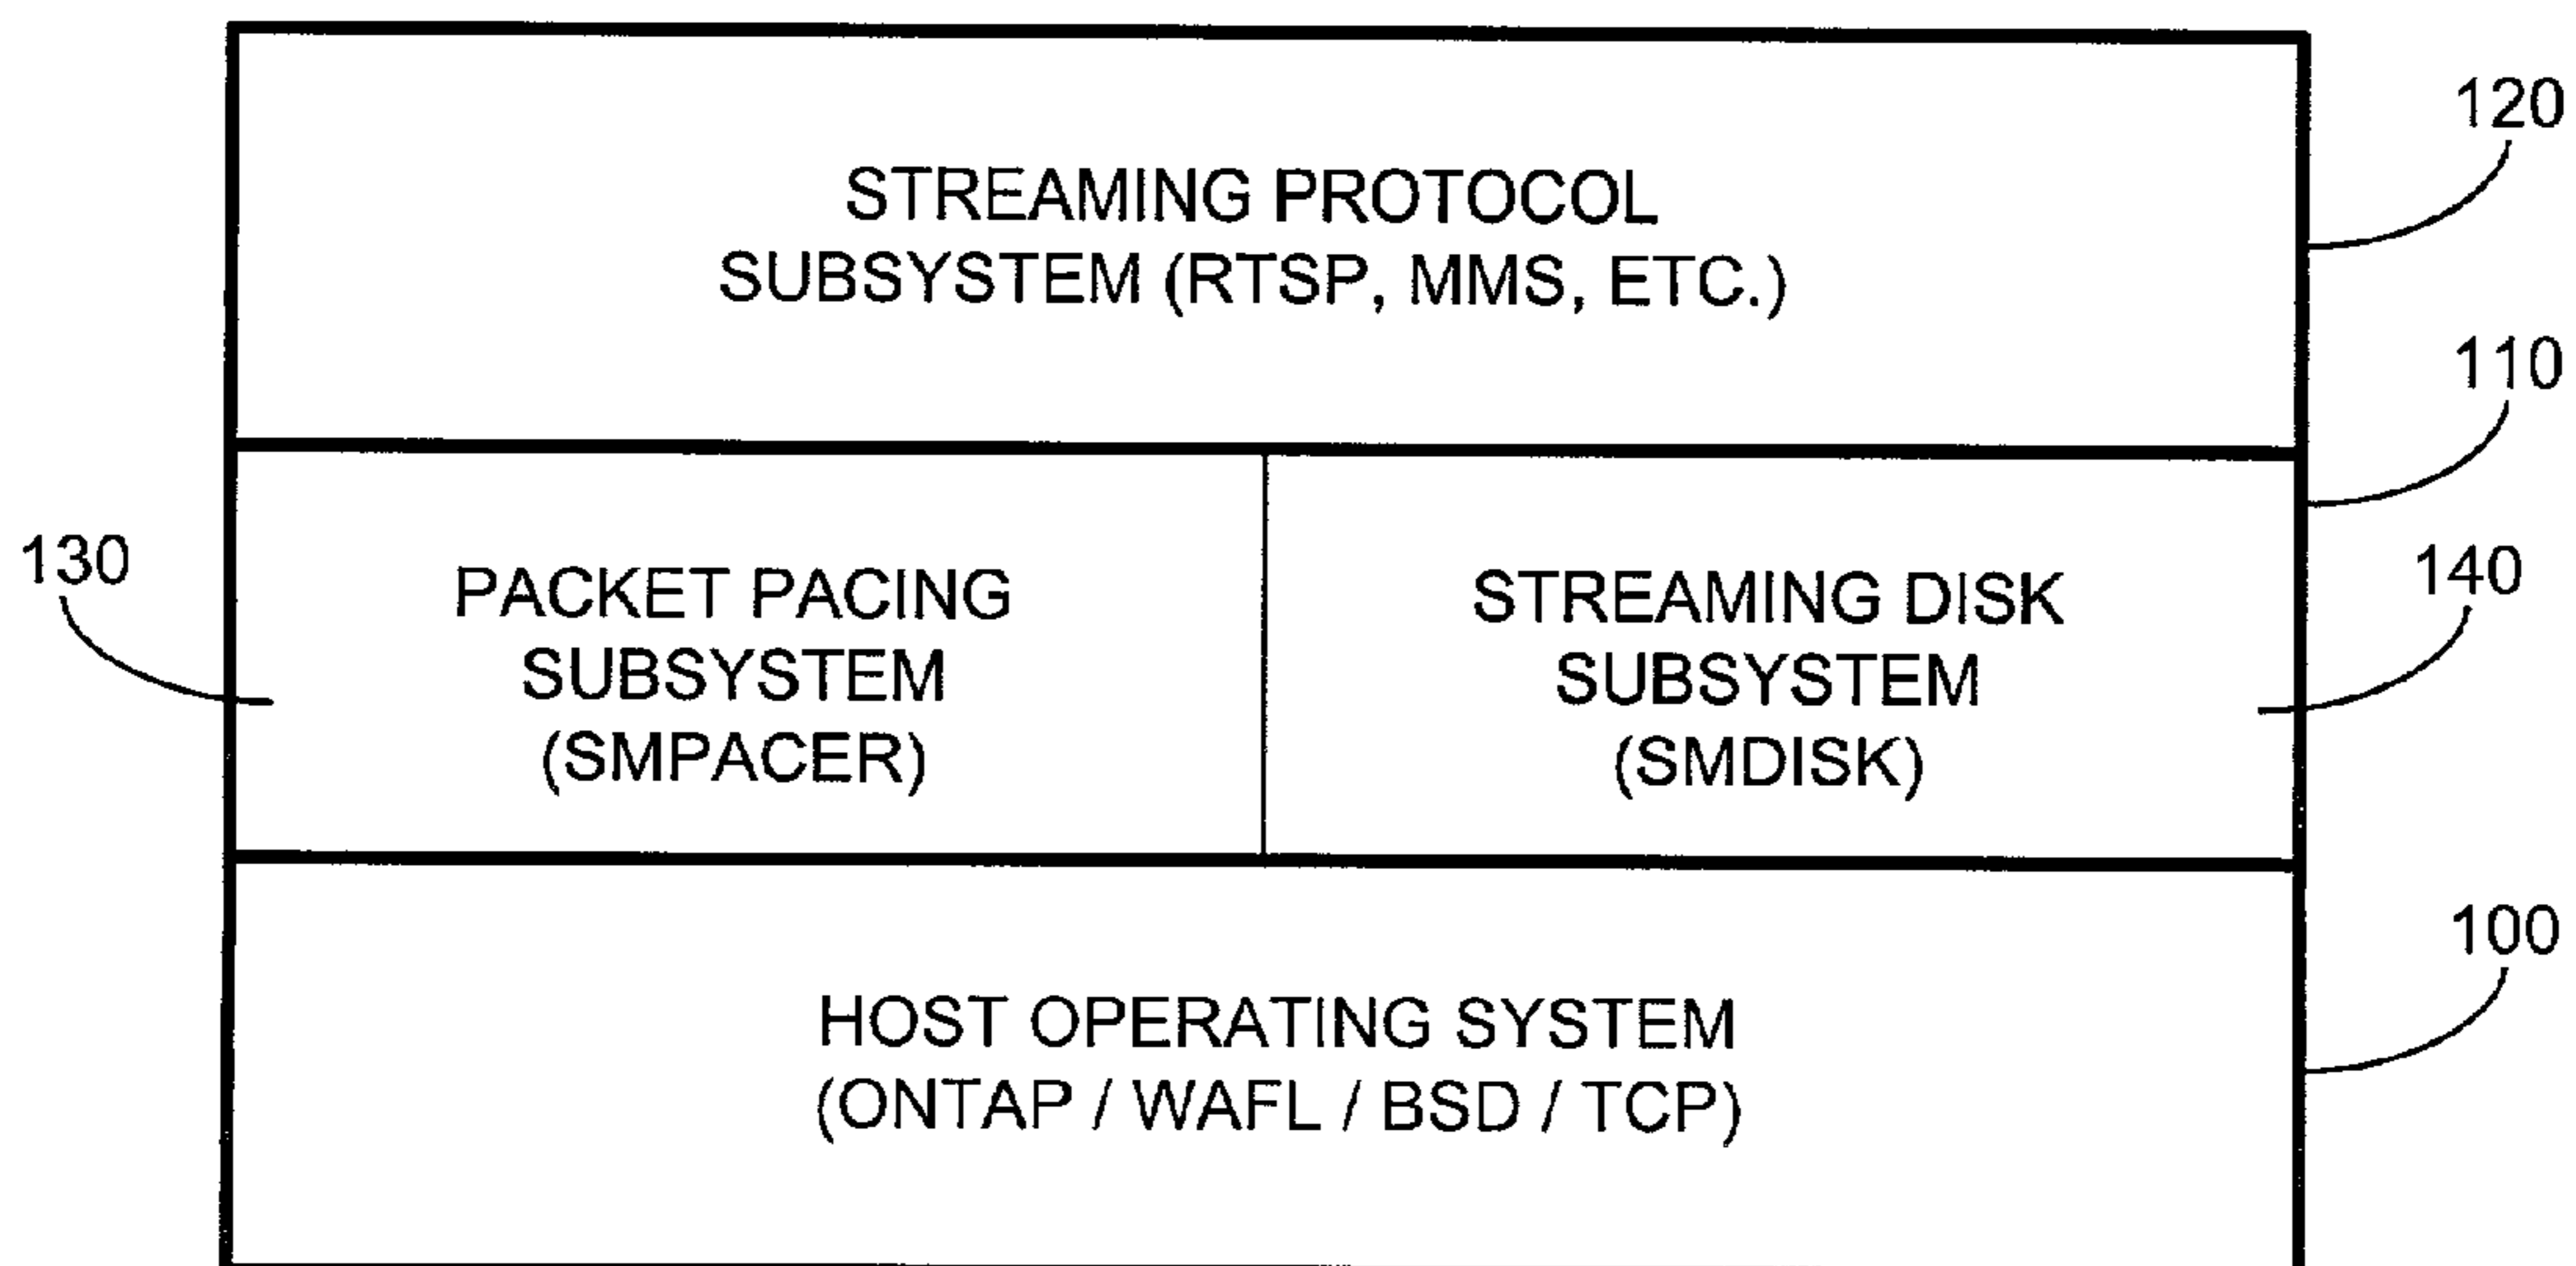 120
STREAMING PROTOCOL
SUBSYSTEM (RTSP, MMS, ETC.)
110
130
PACKET PACING
SUBSYSTEM
(SMPACER)
STREAMING DISK
SUBSYSTEM
(SMDISK)
140
100
HOST OPERATING SYSTEM
(ONTAP / WAFL / BSD / TCP)